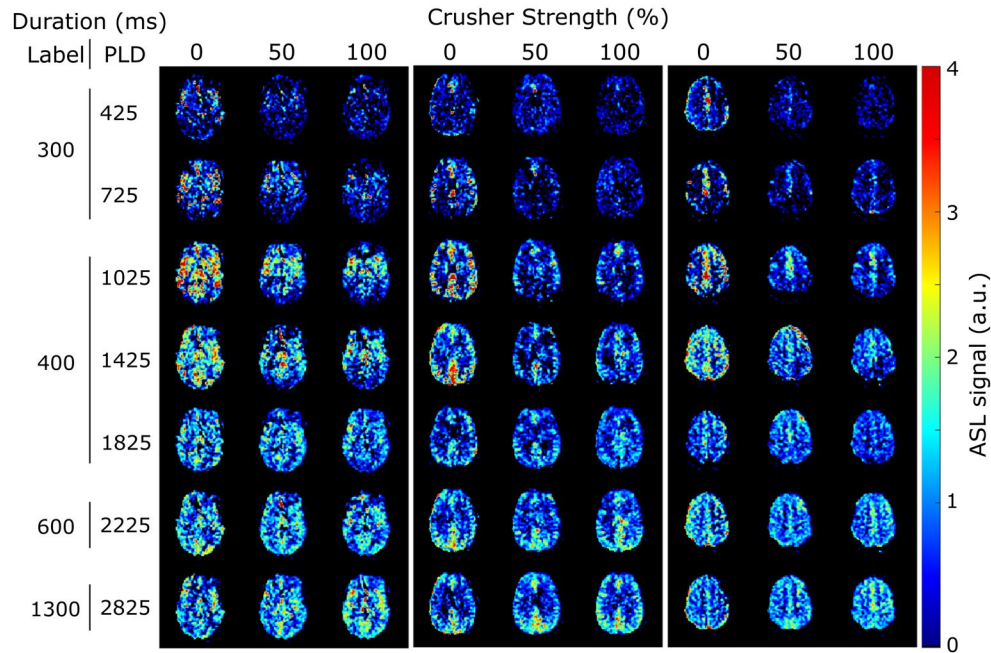 Duration (ms)
Crusher Strength (%)
Label PLD
0 50 100 0 50 100 0 50 100
4
425
300
725
3
1025
400
1425
2
1825
1
600 2225
1300 2825
0
ASL signal (a.u.)